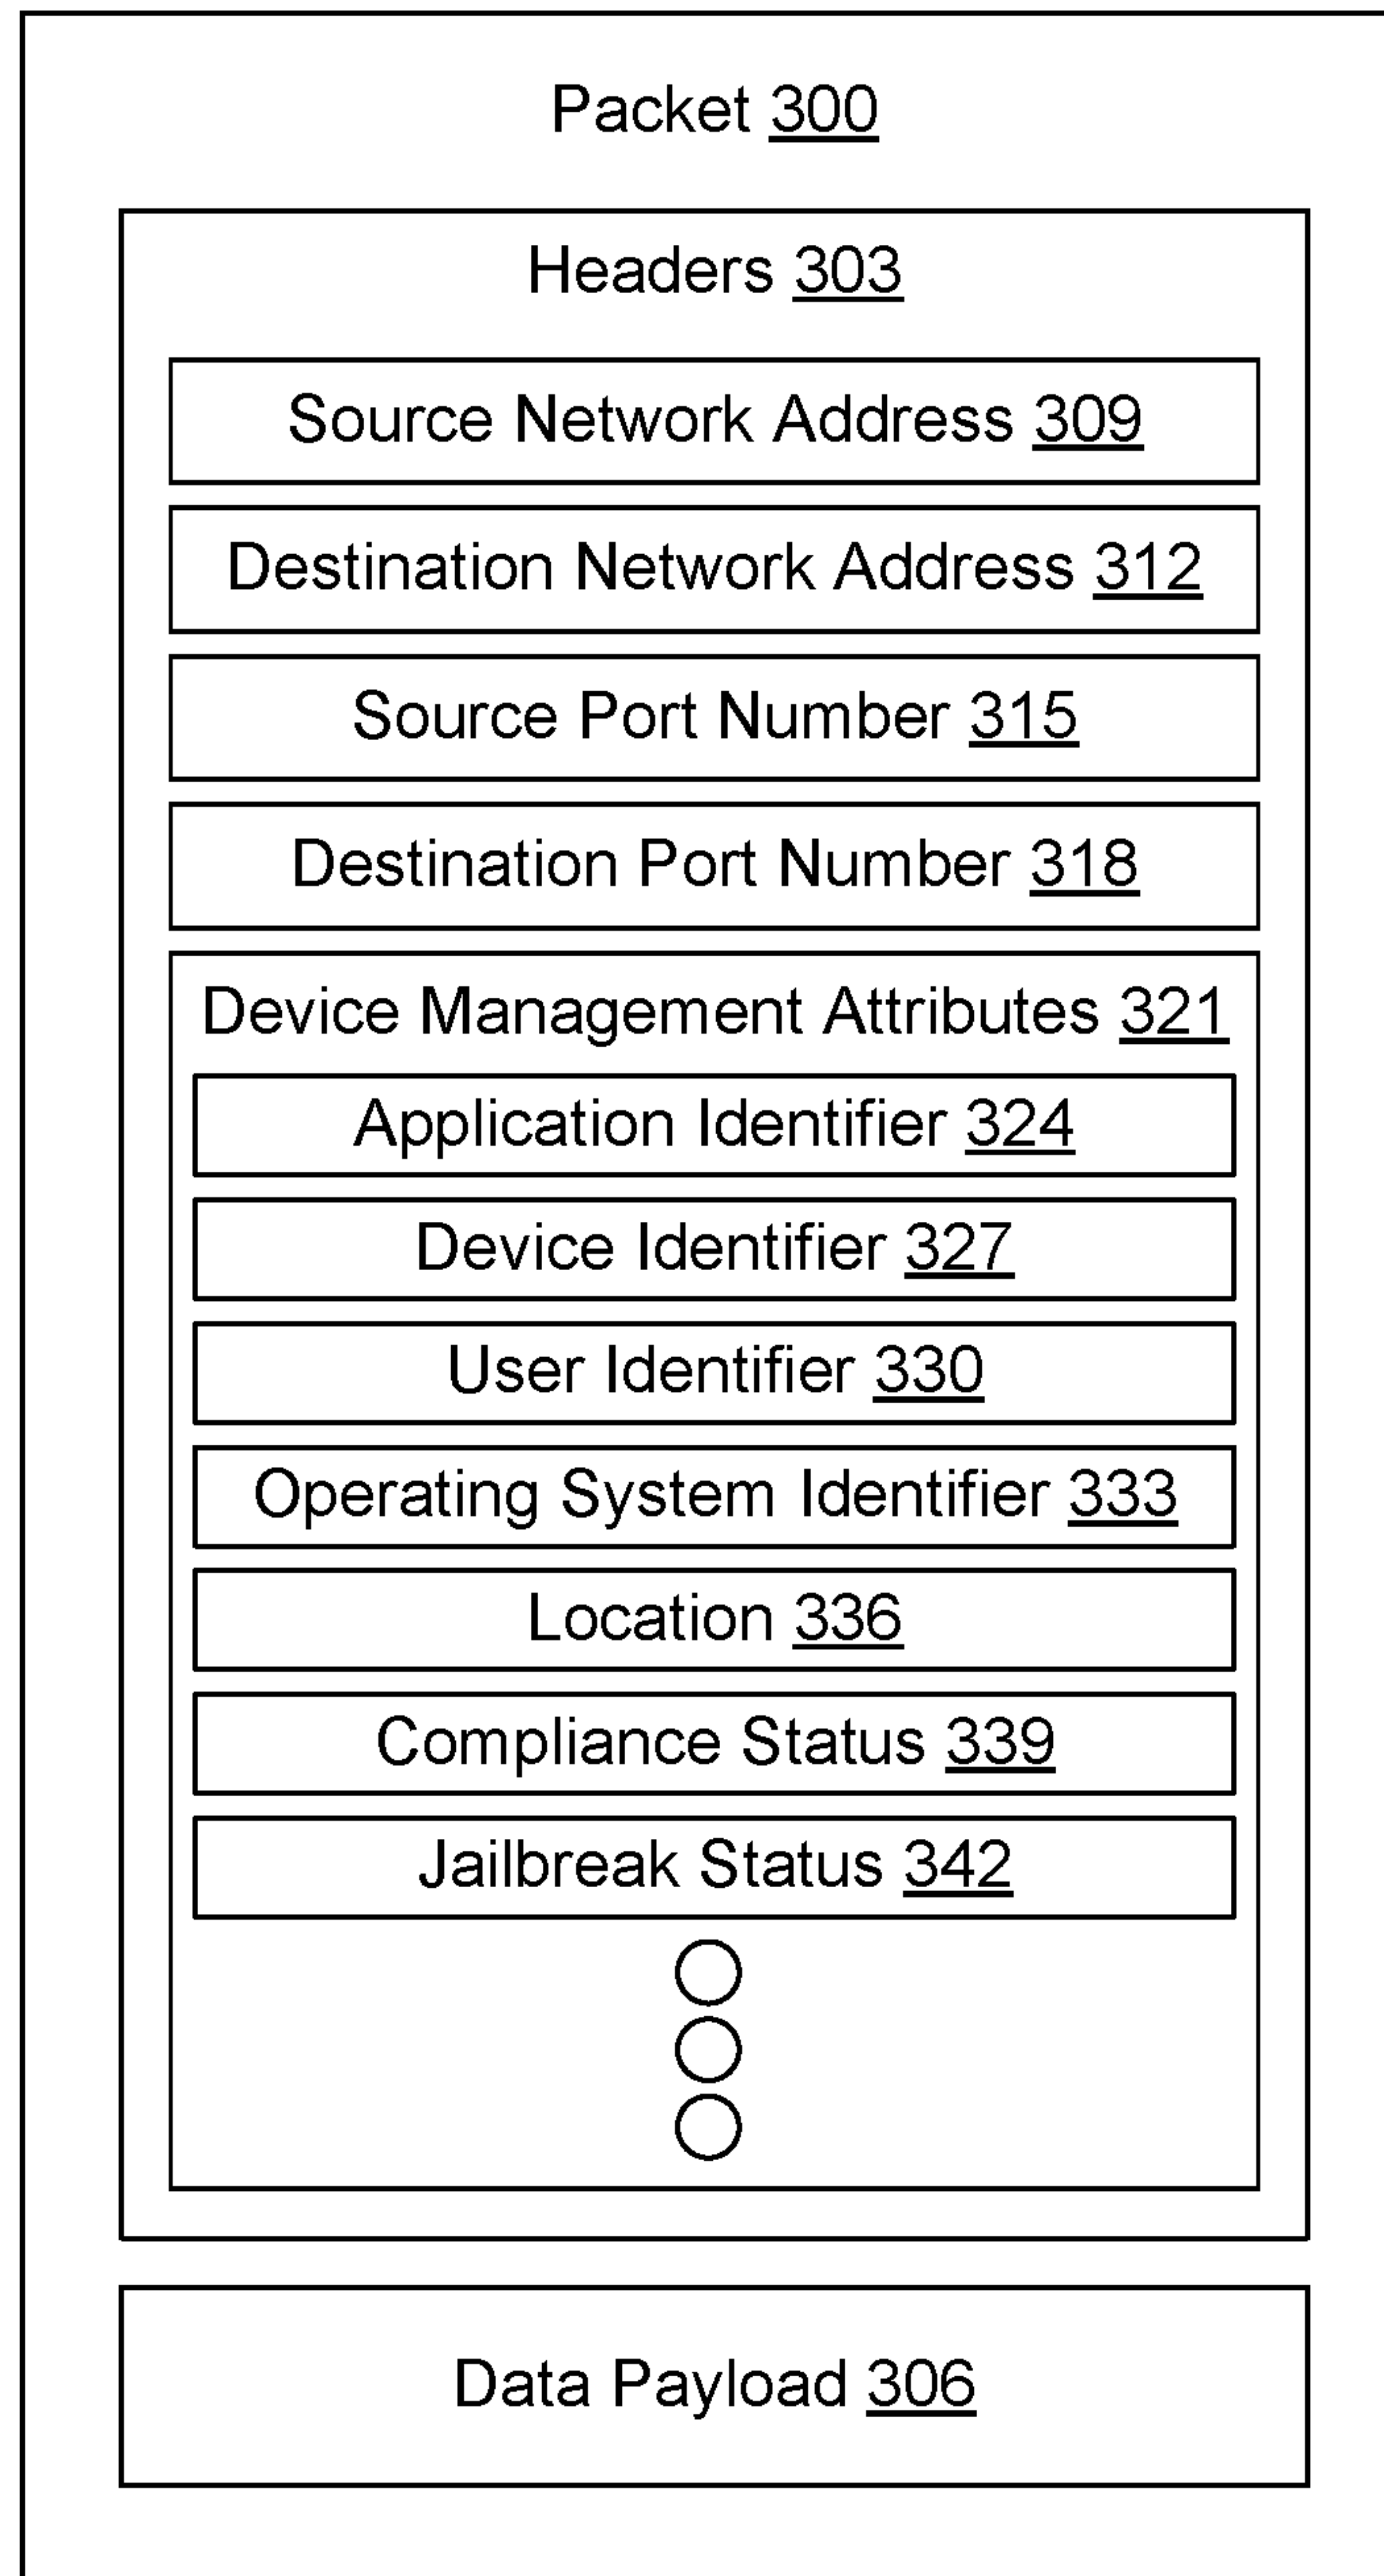 Packet 300
Headers 303
Source Network Address 309
Destination Network Address 312
Source Port Number 315
Destination Port Number 318
Device Management Attributes 321
Application Identifier 324
Device Identifier 327
User Identifier 330
Operating System Identifier 333
Location 336
Compliance Status 339
Jailbreak Status 342
Data Payload 306